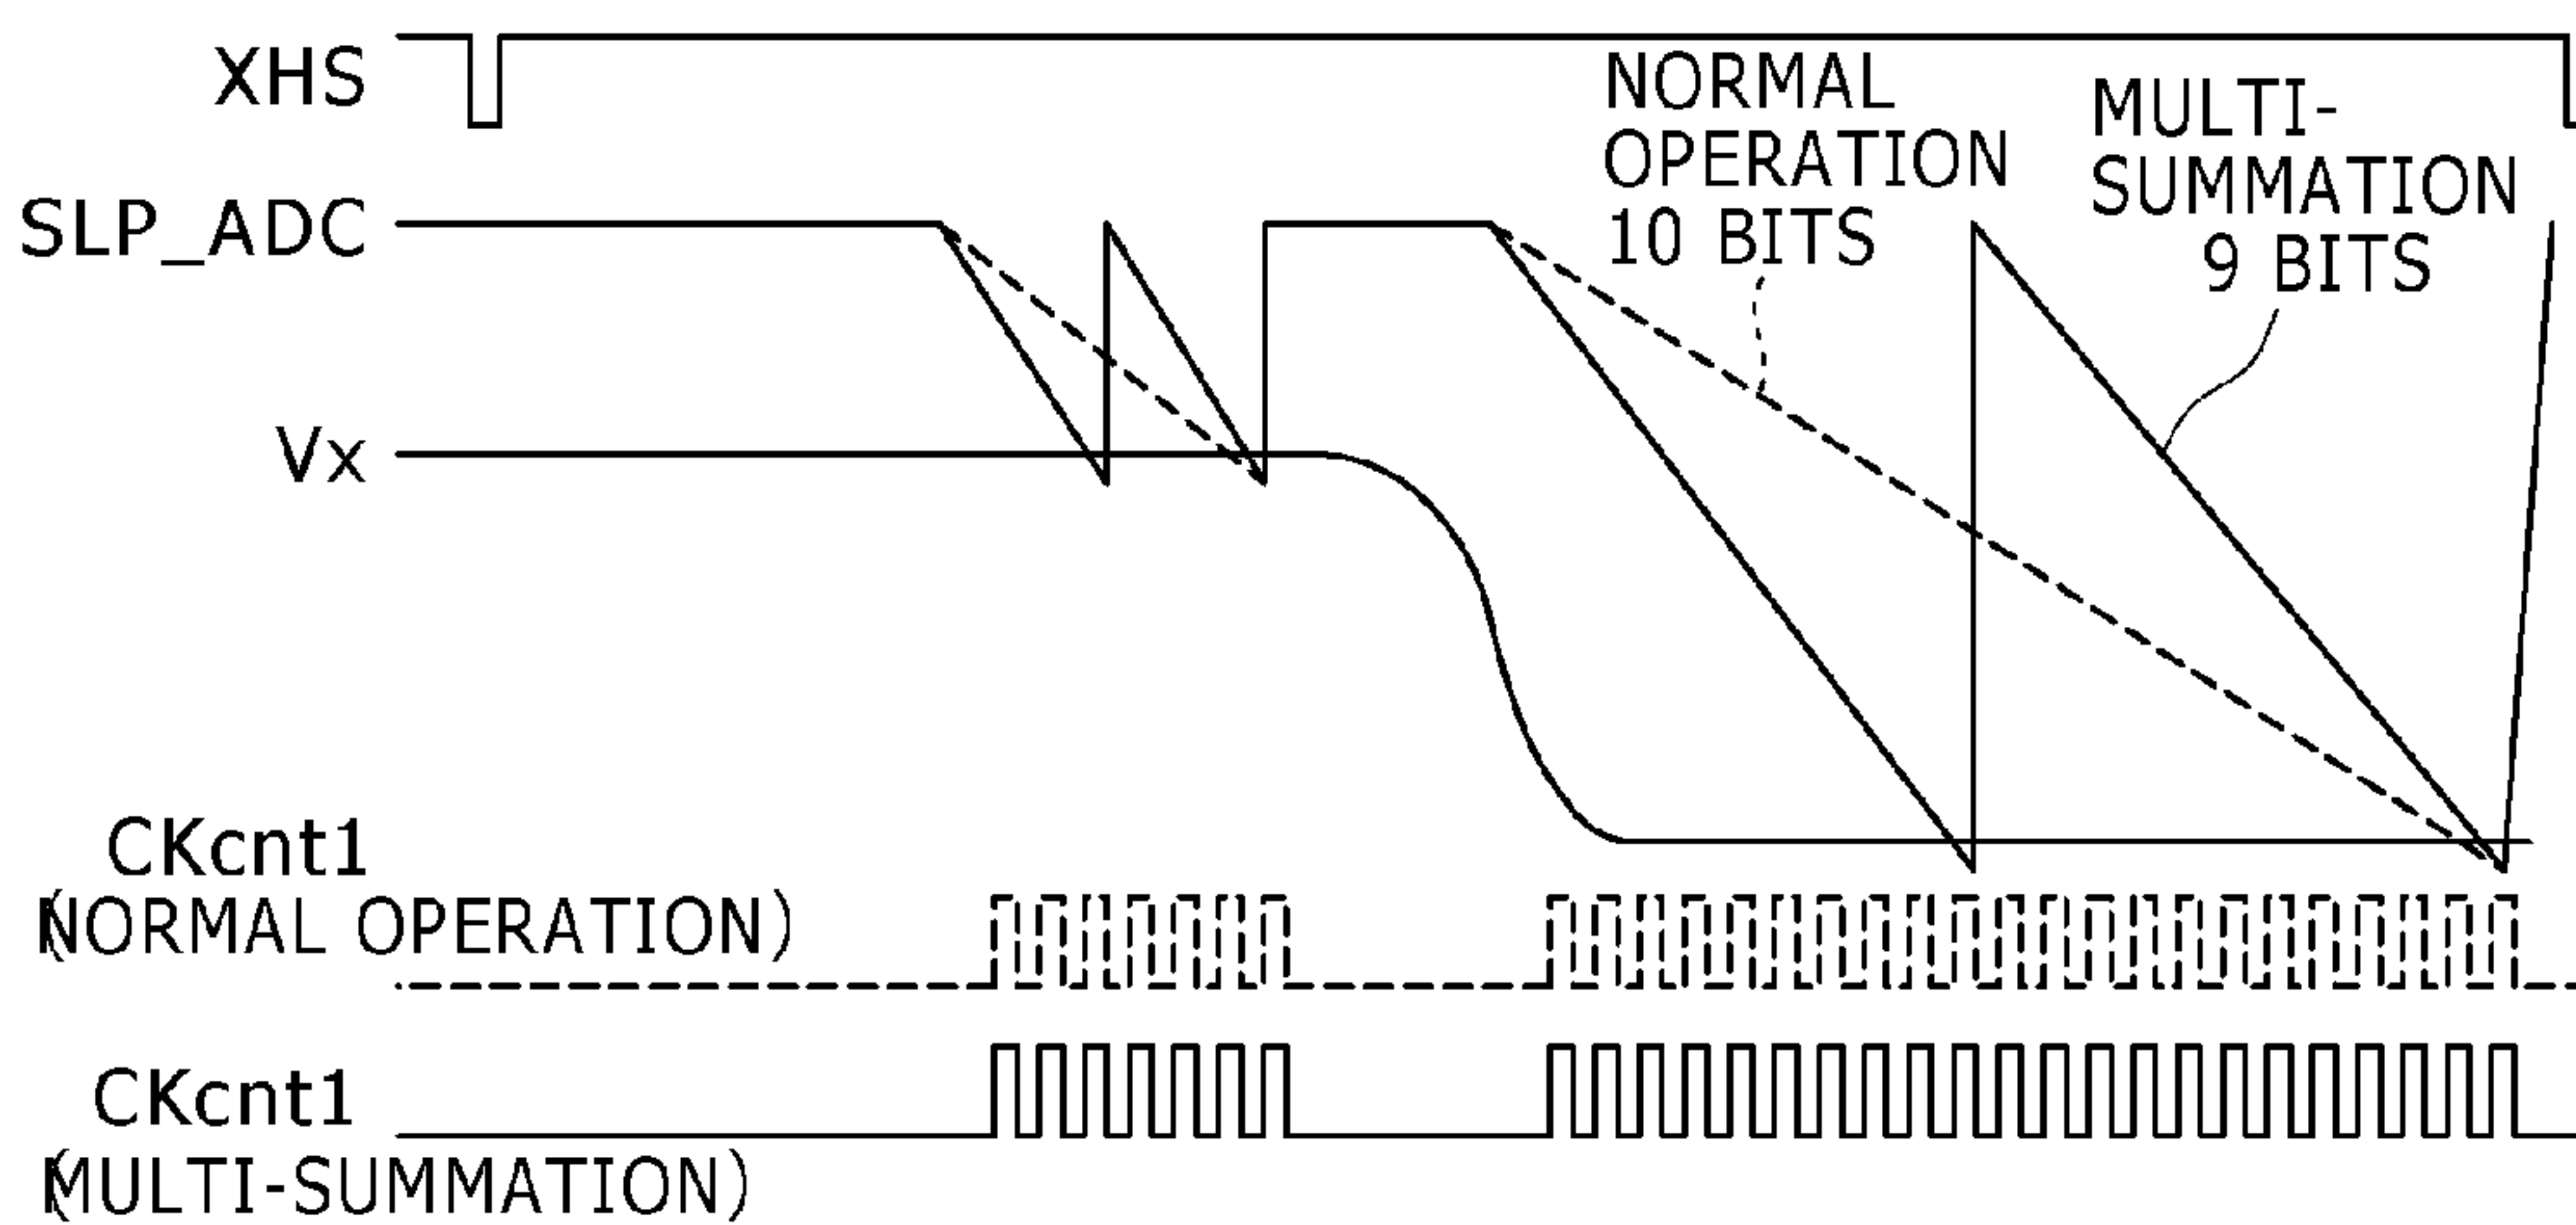 XHS
NORMAL
OPERATION
10 BITS
MULTI-
SUMMATION
9 BITS
SLP_ADC
Vx
CKcnt1
(NORMAL OPERATION)
CKcnt1
(MULTI-SUMMATION)